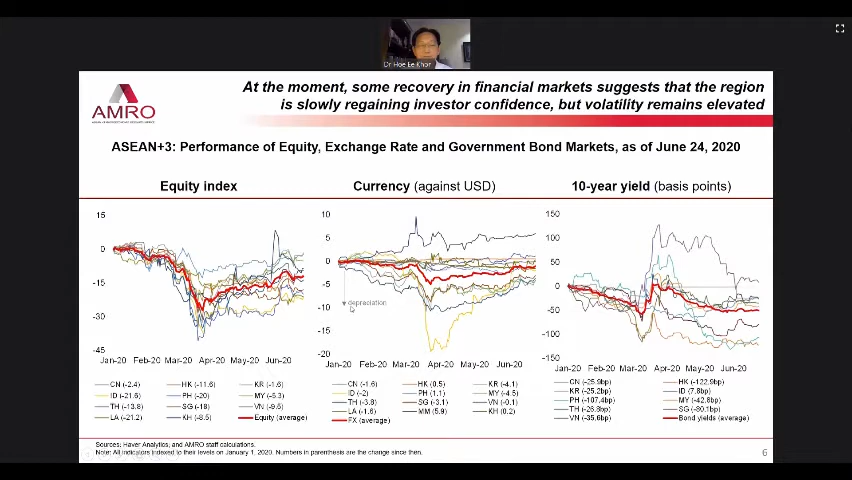 Dr Hoe Ee Khor
AMRO
At the moment, some recovery in financial markets suggests that the region
is slowly regaining investor confidence, but volatility remains elevated
ASEAN+3: Performance of Equity, Exchange Rate and Government Bond Markets, as of June 24, 2020
Equity index
15
0
-15
-30
-45
Jan-20 Feb-20 Mar-20 Apr-20 May-20 Jun-20
CN (-2.4) HK (-11.6) KR (-1.6)
ID (-21.6) PH (-20) MY (-5.3)
TH (-13.8) SG (-18) VN (-9.5)
LA (-21.2) KH (-8.5) Equity (average)
Currency (against USD)
10
5
0
-5
-10
-15
-20
depreciation
Jan-20 Feb-20 Mar-20 Apr-20 May-20 Jun-20
CN (-1.6) HK (0.5) KR (-4.1)
ID (-2) PH (1.1) MY (-4.5)
TH (-3.8) SG (-3.1) VN (-0.1)
LA (-1.6) MM (5.9) KH (0.2)
FX (average)
10-year yield (basis points)
150
100
50
0
-50
-100
-150
Jan-20 Feb-20 Mar-20 Apr-20 May-20 Jun-20
CN (-25.9bp) HK (-122.9bp)
KR (-25.2bp) ID (7.8bp)
PH (-107.4bp) MY (-42.8bp)
TH (-26.8bp) SG (-80.1bp)
VN (-35.6bp) Bond yields (average)
Sources: Haver Analytics; and AMRO staff calculations.
Note: All indicators indexed to their levels on January 1, 2020. Numbers in parenthesis are the change since then.
6